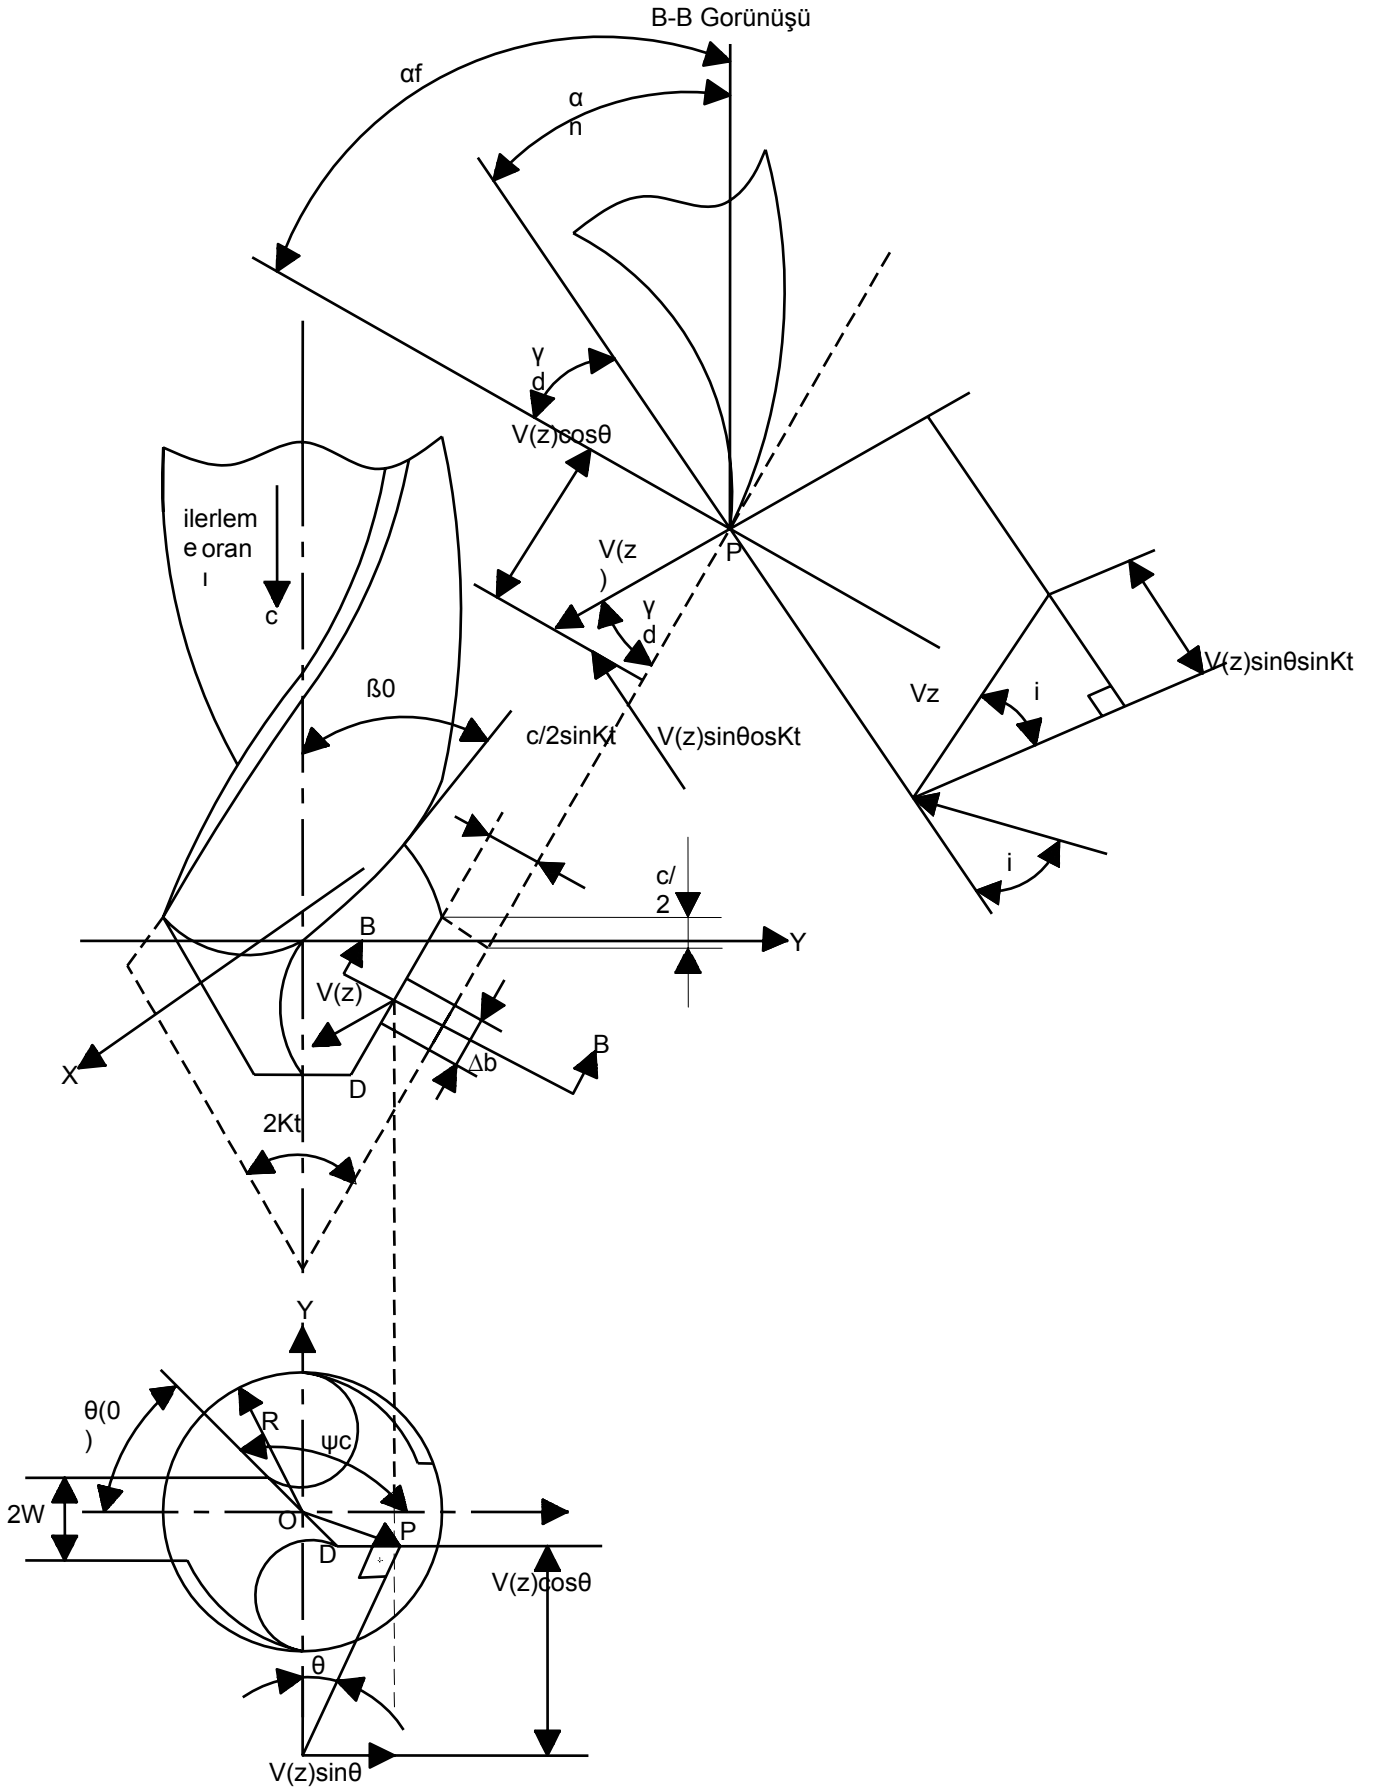 B-B Gorünüşü
αf
α
n
γ
d
V(z)cosθ
ilerlem
e oran
ı
c
V(z
)
P
γ
d
ß0
c/2sinKt
V(z)sinθosKt
Vz
i
V(z)sinθsinKt
i
c/
2
B
Y
V(z)
B
X
Δb
D
2Kt
Y
θ(0
)
R
ψc
2W
O
P
D
V(z)cosθ
θ
V(z)sinθ